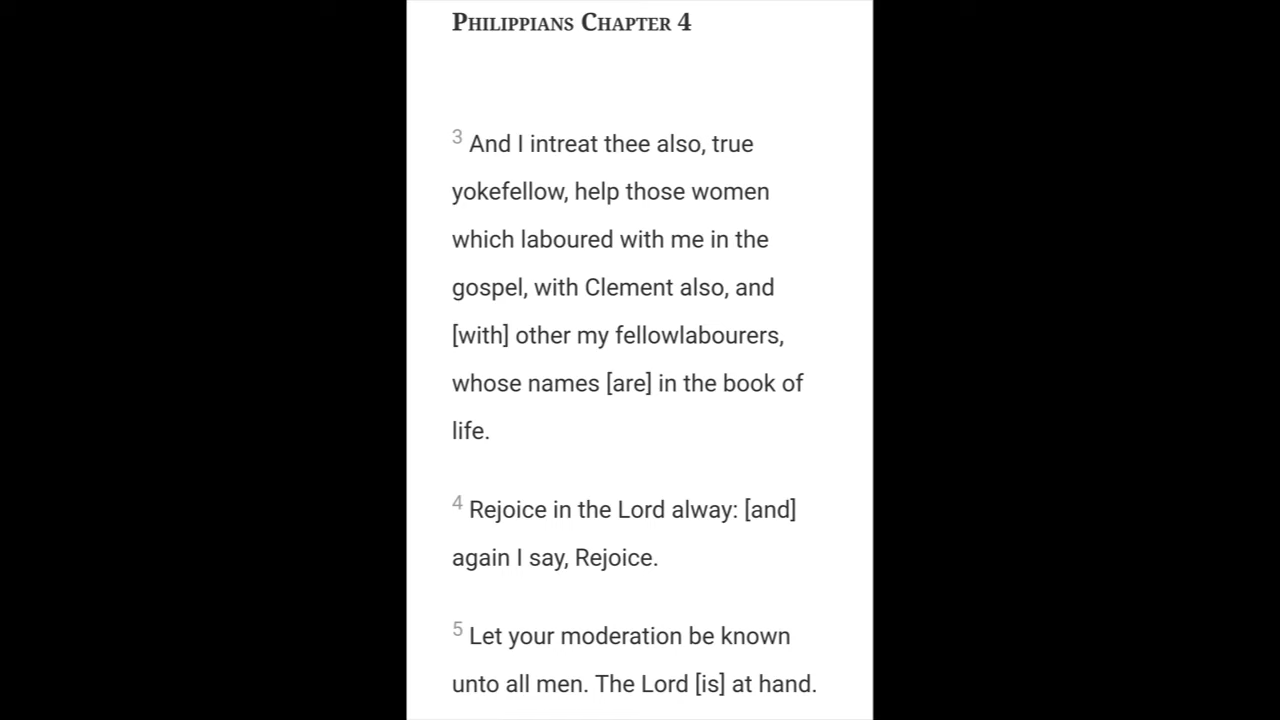 Philippians Chapter 4
3 And I intreat thee also, true
yokefellow, help those women
which laboured with me in the
gospel, with Clement also, and
[with] other my fellowlabourers,
whose names [are] in the book of
life.
4 Rejoice in the Lord alway: [and]
again I say, Rejoice.
5 Let your moderation be known
unto all men. The Lord [is] at hand.